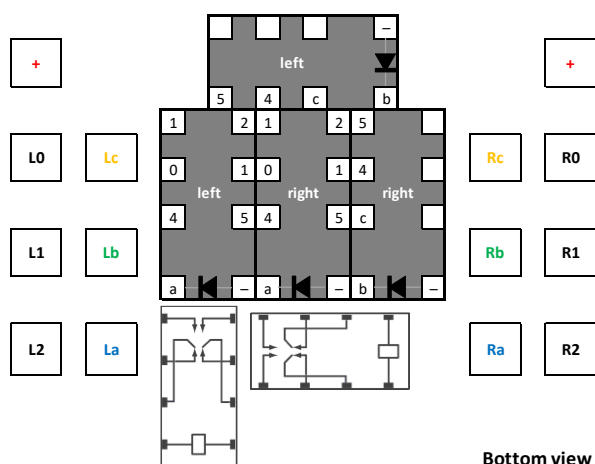 –
+ left +
5 4 c b
1 2 1 2 5
L0 Lc Rc R0
0 1 0 1 4
left right right
4 5 4 5 c
L1 Lb Rb R1
a – a – b –
L2 La Ra R2
Bottom view